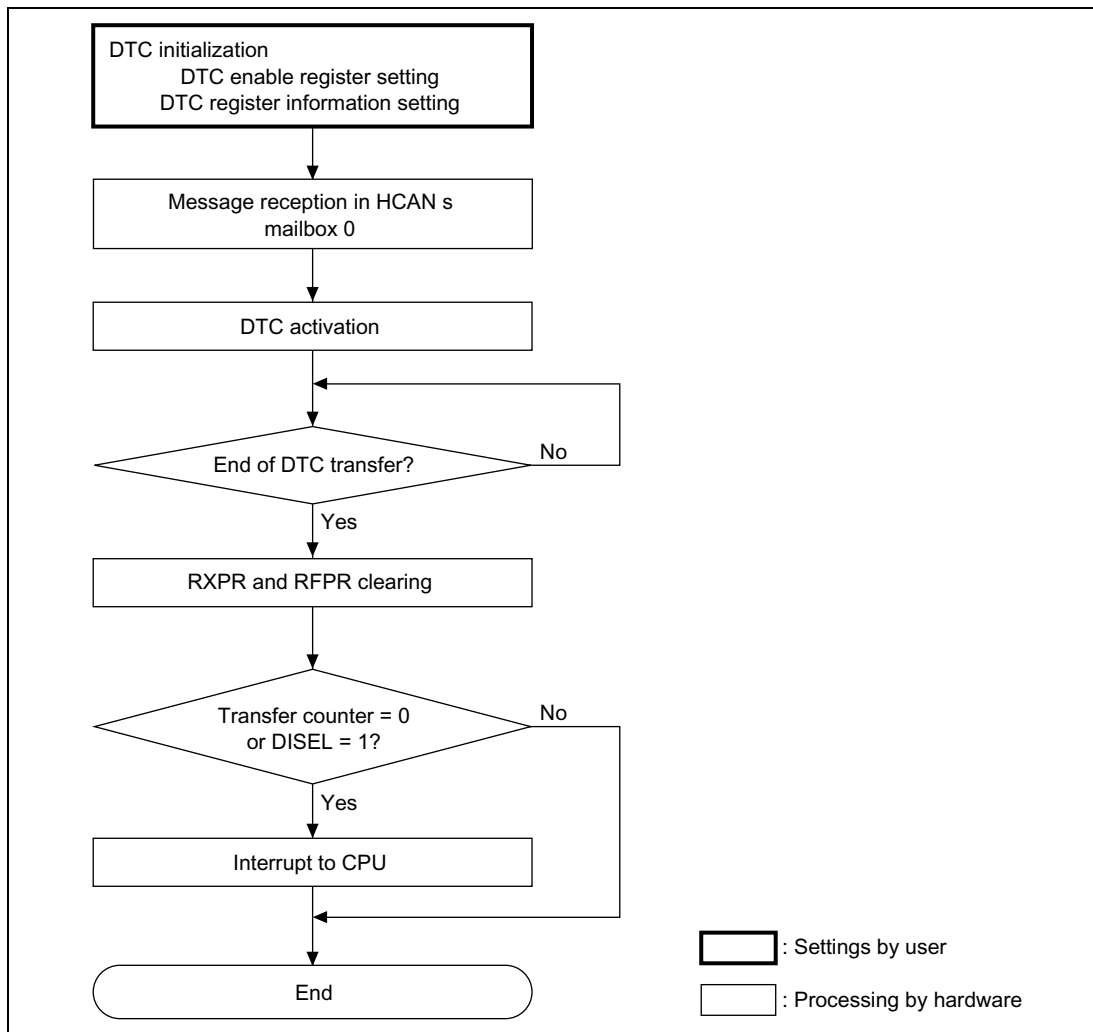 DTC initialization
DTC enable register setting
DTC register information setting
Message reception in HCAN s
mailbox 0
DTC activation
End of DTC transfer?
No
Yes
RXPR and RFPR clearing
Transfer counter = 0
or DISEL = 1?
No
Yes
Interrupt to CPU
End
: Settings by user
: Processing by hardware